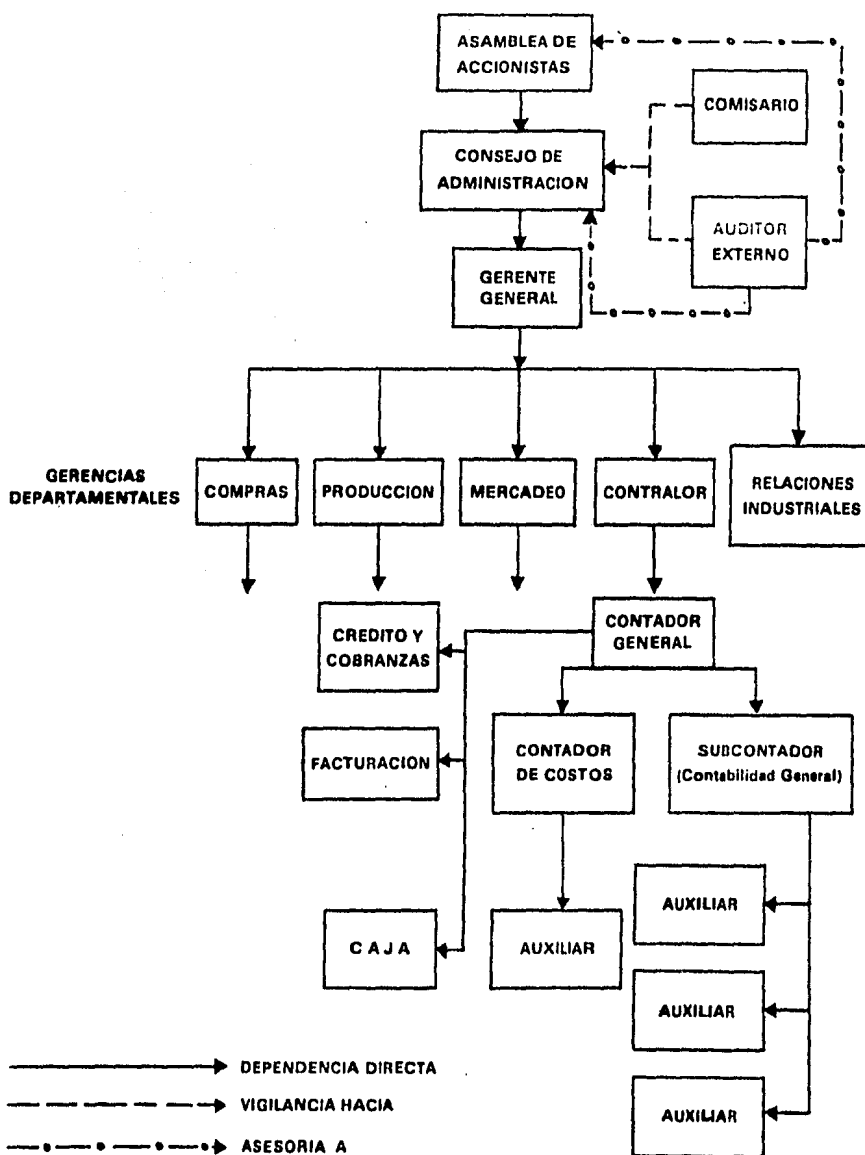 ASAMBLEA DE
ACCIONISTAS
COMISARIO
CONSEJO DE
ADMINISTRACION
AUDITOR
EXTERNO
GERENTE
GENERAL
GERENCIAS
DEPARTAMENTALES
COMPRAS
PRODUCCION
MERCADEO
CONTRALOR
RELACIONES
INDUSTRIALES
CREDITO Y
COBRANZAS
CONTADOR
GENERAL
FACTURACION
CONTADOR
DE COSTOS
SUBCONTADOR
(Contabilidad General)
AUXILIAR
CAJA
AUXILIAR
AUXILIAR
AUXILIAR
DEPENDENCIA DIRECTA
VIGILANCIA HACIA
ASESORIA A